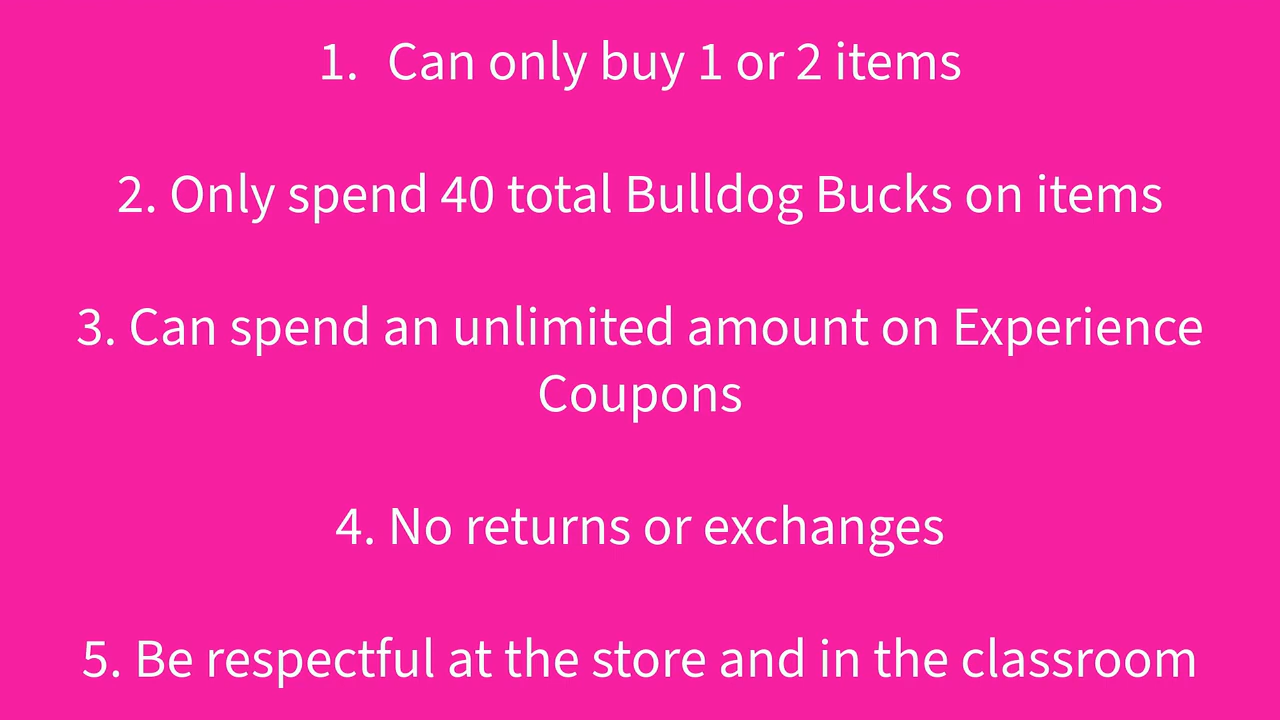 1. Can only buy 1 or 2 items
2. Only spend 40 total Bulldog Bucks on items
3. Can spend an unlimited amount on Experience
Coupons
4. No returns or exchanges
5. Be respectful at the store and in the classroom